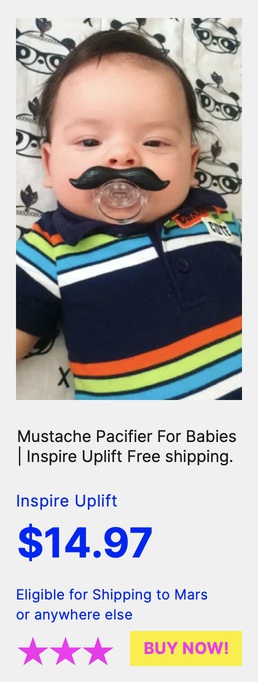 CUTE
Mustache Pacifier For Babies
| Inspire Uplift Free shipping.
Inspire Uplift
$14.97
Eligible for Shipping to Mars
or anywhere else
BUY NOW!